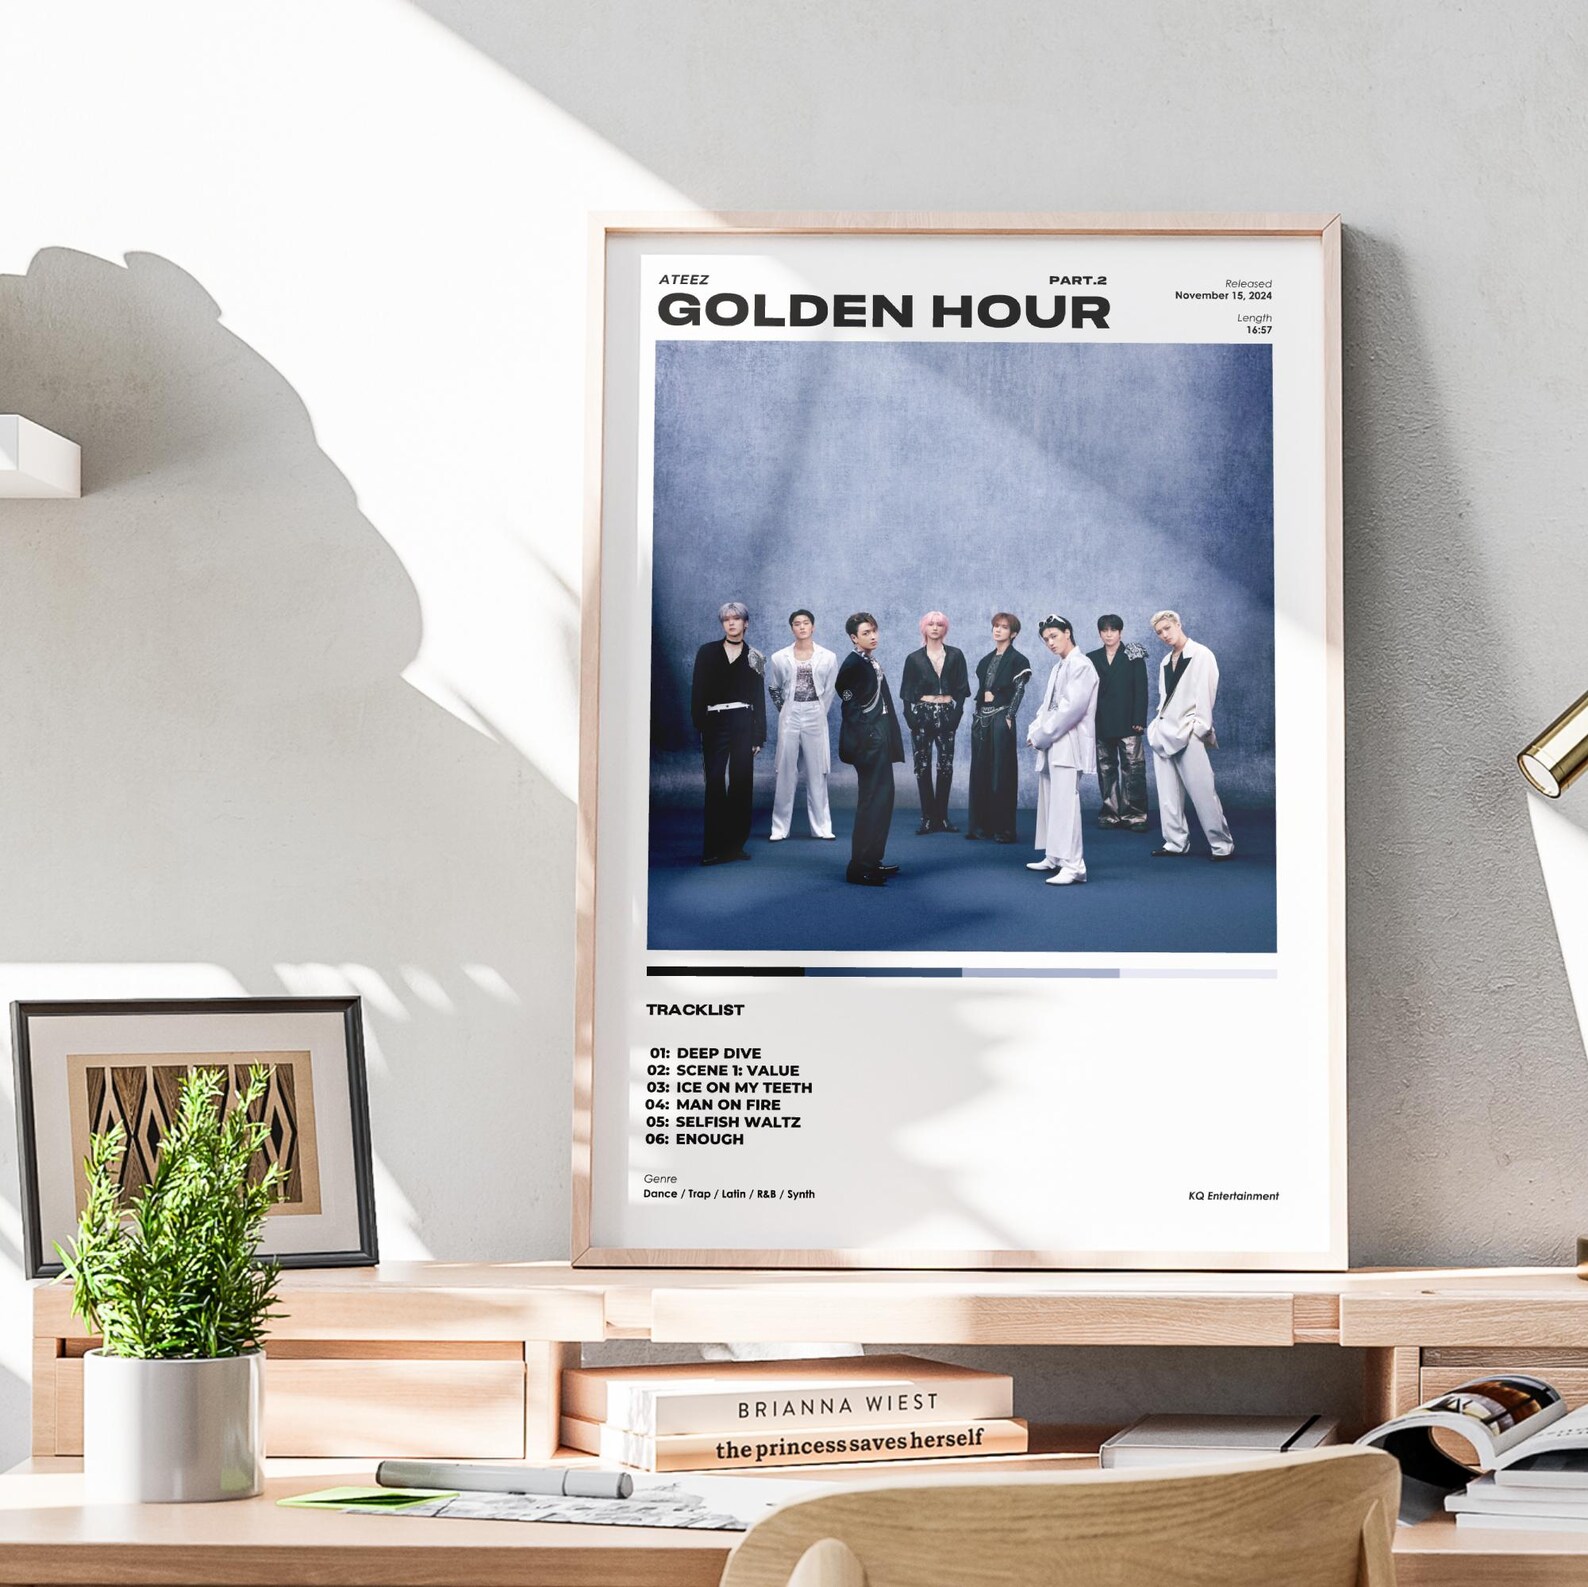 ATEEZ
PART.2
GOLDEN HOUR
Released
November 15, 2024
Length
16:57
TRACKLIST
01: DEEP DIVE
02: SCENE 1: VALUE
03: ICE ON MY TEETH
04: MAN ON FIRE
05: SELFISH WALTZ
06: ENOUGH
Genre
Dance / Trap / Latin / R&B / Synth
KQ Entertainment
BRIANNA WIEST
the princess saves herself